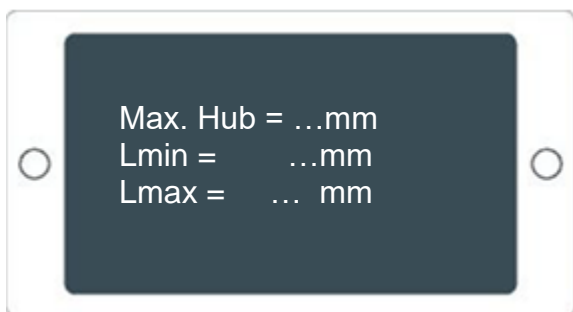 Max. Hub = …mm
Lmin = …mm
Lmax = … mm